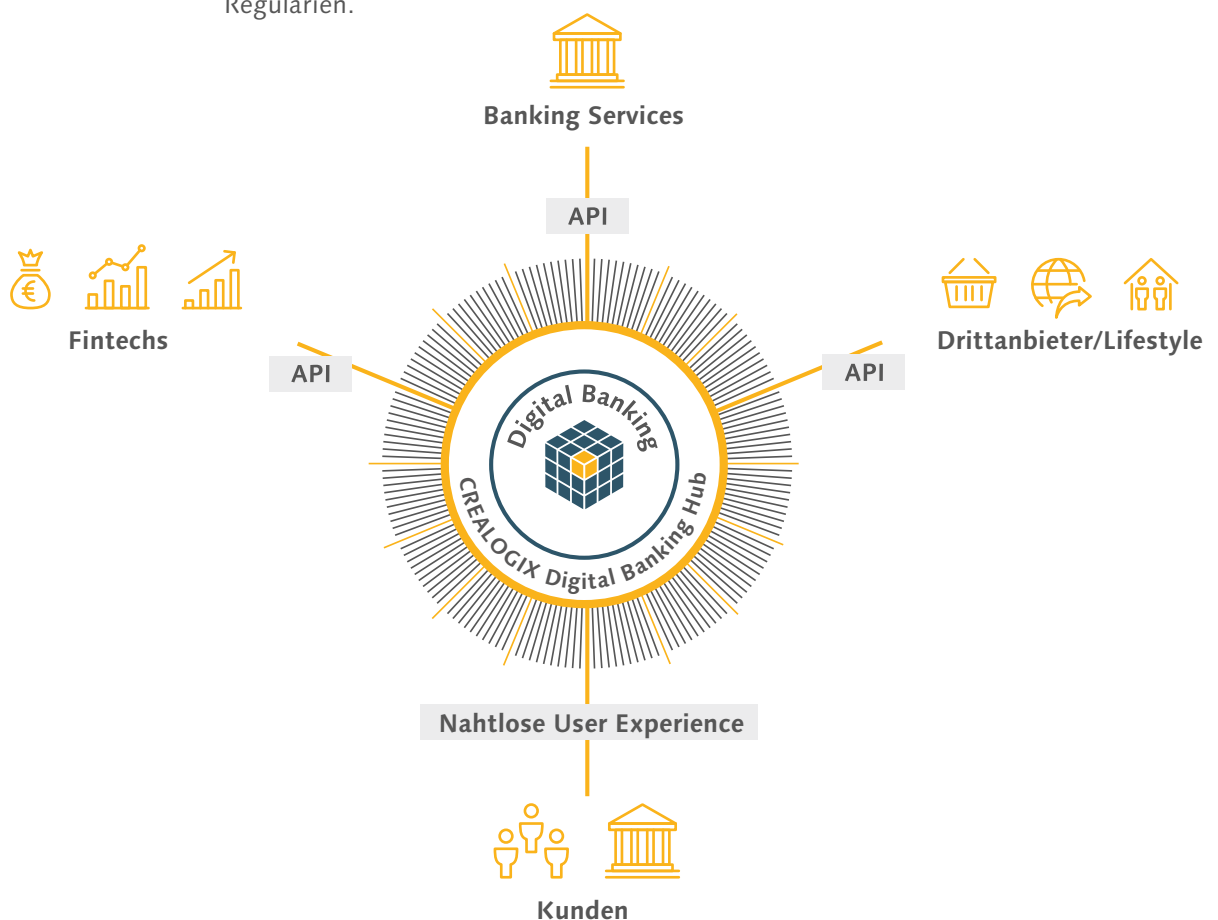 Regularien.
Banking Services
API
Fintechs
Drittanbieter/Lifestyle
API
API
€
Digital Banking
CREALOGIX Digital Banking Hub
Nahtlose User Experience
Kunden